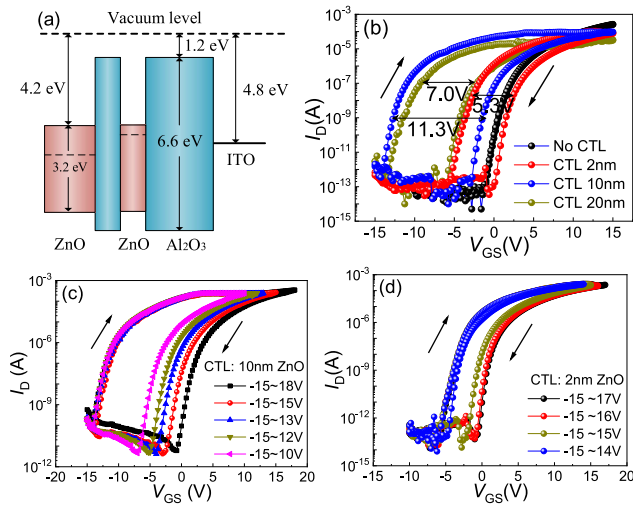 (a)
Vacuum level
1.2 eV
4.2 eV
4.8 eV
6.6 eV
3.2 eV
ITO
ZnO
ZnO
Al₂O₃
(b)
I_D (A)
10⁻³
10⁻⁵
10⁻⁷
10⁻⁹
10⁻¹¹
10⁻¹³
10⁻¹⁵
7.0V
5.3V
11.3V
No CTL
CTL 2nm
CTL 10nm
CTL 20nm
-15 -10 -5 0 5 10 15
V_GS(V)
(c)
I_D (A)
10⁻³
10⁻⁶
10⁻⁹
10⁻¹²
CTL: 10nm ZnO
-15~18V
-15~15V
-15~13V
-15~12V
-15~10V
-20 -15 -10 -5 0 5 10 15 20
V_GS(V)
(d)
I_D (A)
10⁻³
10⁻⁶
10⁻⁹
10⁻¹²
10⁻¹⁵
CTL: 2nm ZnO
-15 ~17V
-15 ~16V
-15 ~15V
-15 ~14V
-15 -10 -5 0 5 10 15 20
V_GS(V)